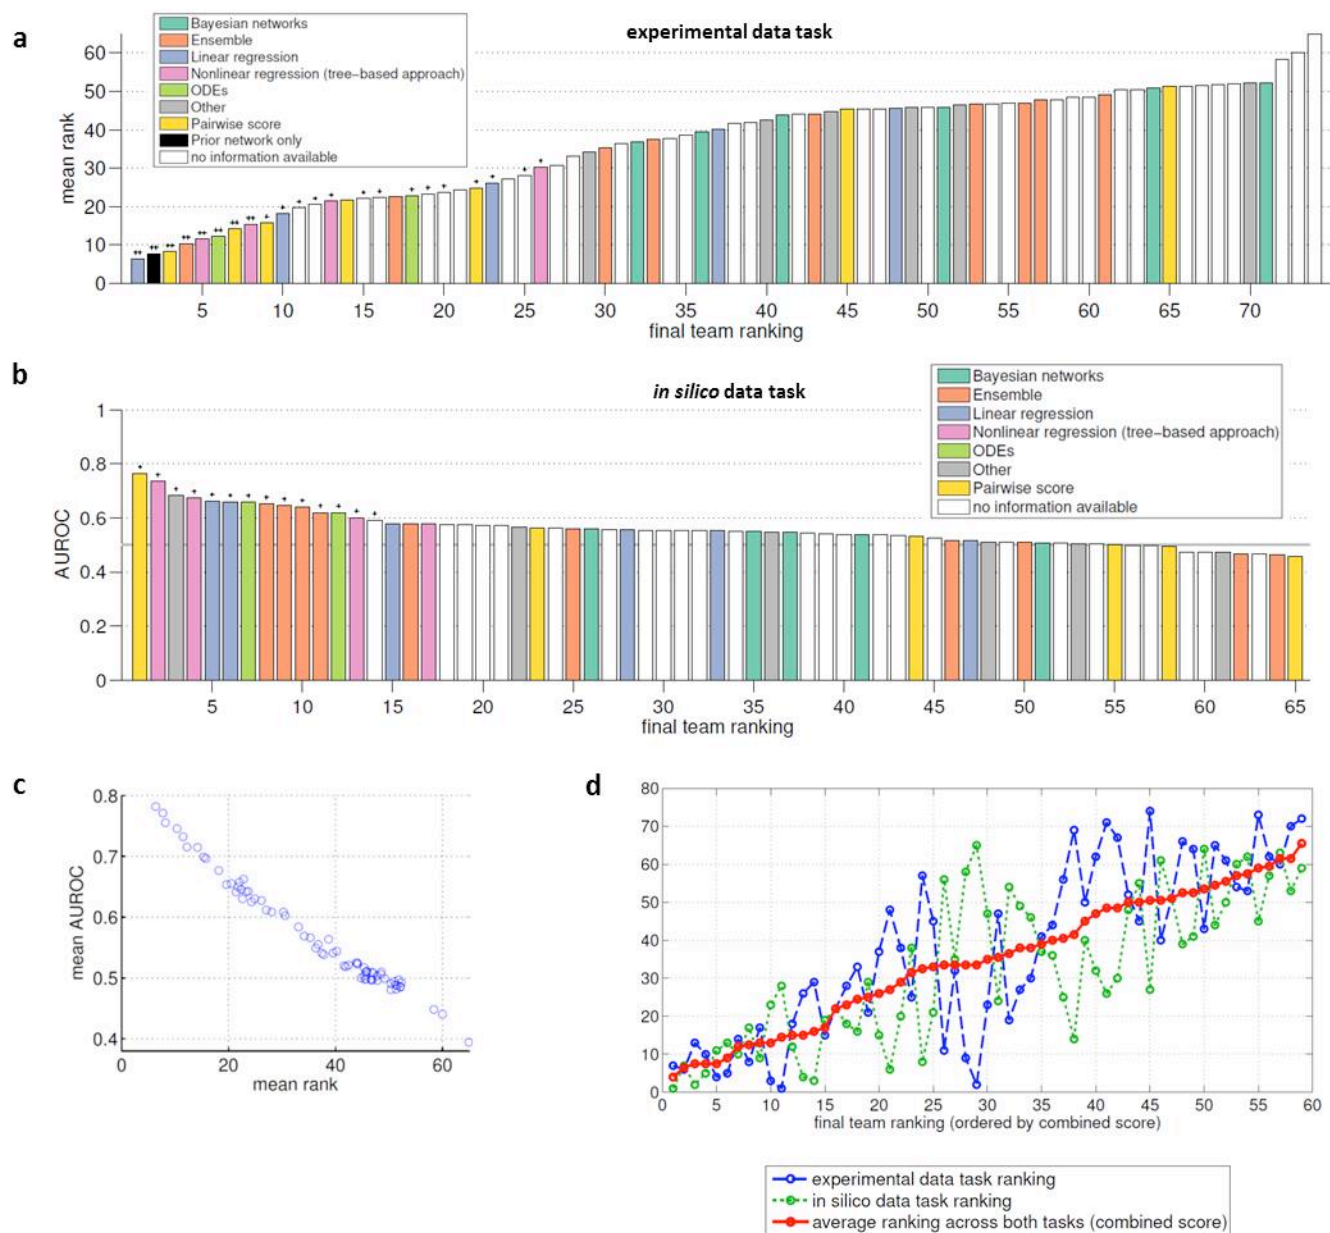 a
experimental data task
Bayesian networks
Ensemble
Linear regression
Nonlinear regression (tree-based approach)
ODEs
Other
Pairwise score
Prior network only
no information available
mean rank
60
50
40
30
20
10
0
5 10 15 20 25 30 35 40 45 50 55 60 65 70
final team ranking
b
in silico data task
Bayesian networks
Ensemble
Linear regression
Nonlinear regression (tree-based approach)
ODEs
Other
Pairwise score
no information available
AUROC
1
0.8
0.6
0.4
0.2
0
5 10 15 20 25 30 35 40 45 50 55 60 65
final team ranking
c
mean AUROC
0.8
0.7
0.6
0.5
0.4
0 20 40 60
mean rank
d
80
70
60
50
40
30
20
10
0
0 5 10 15 20 25 30 35 40 45 50 55 60
final team ranking (ordered by combined score)
experimental data task ranking
in silico data task ranking
average ranking across both tasks (combined score)